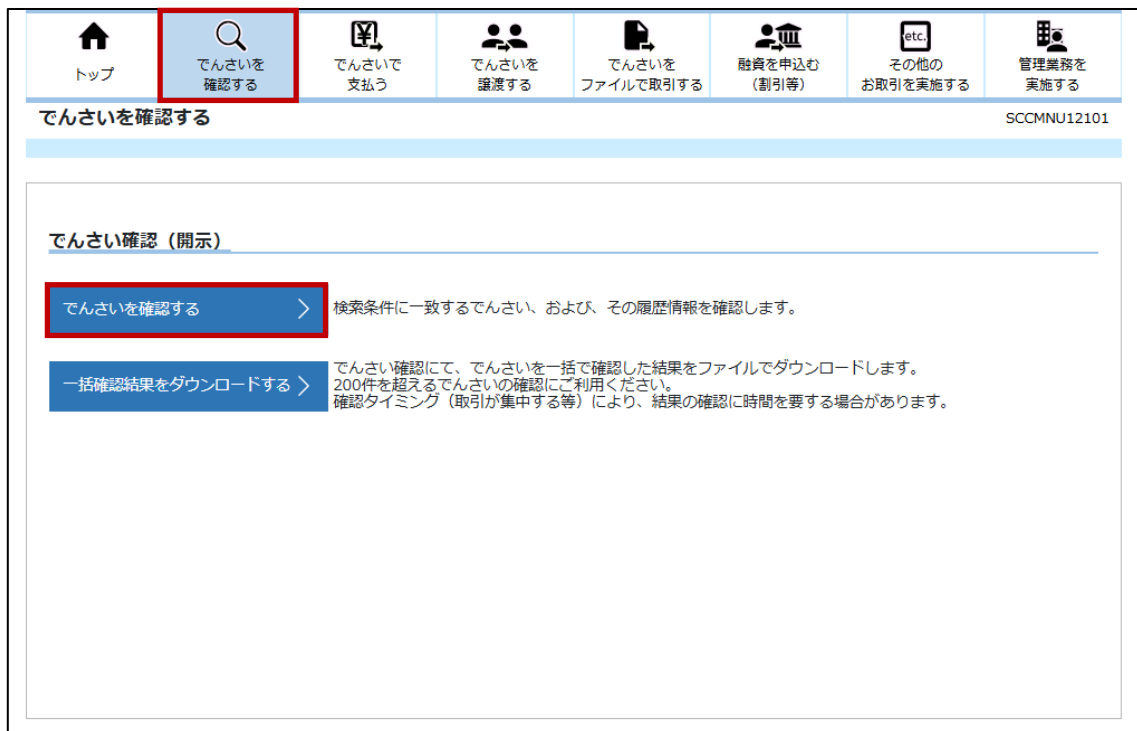 トップ
でんさいを
確認する
でんさいで
支払う
でんさいを
譲渡する
でんさいを
ファイルで取引する
融資を申込む
(割引等)
etc.
その他の
お取引を実施する
管理業務を
実施する
でんさいを確認する
SCCMNU12101
でんさい確認（開示）
でんさいを確認する
検索条件に一致するでんさい、および、その履歴情報を確認します。
一括確認結果をダウンロードする
でんさい確認にて、でんさいを一括で確認した結果をファイルでダウンロードします。
200件を超えるでんさいの確認にご利用ください。
確認タイミング（取引が集中する等）により、結果の確認に時間を要する場合があります。